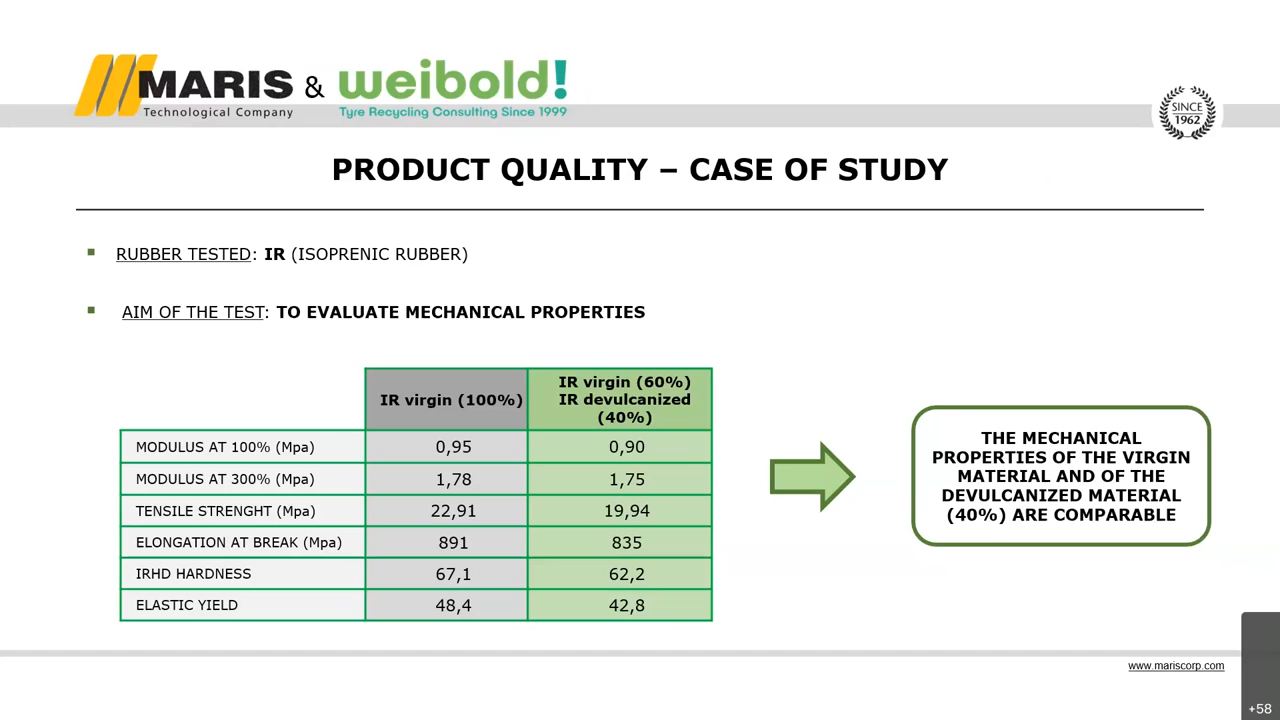 MARIS & weibold!
Technological Company Tyre Recycling Consulting Since 1999
SINCE
1962
PRODUCT QUALITY – CASE OF STUDY
▪ RUBBER TESTED: IR (ISOPRENIC RUBBER)
▪ AIM OF THE TEST: TO EVALUATE MECHANICAL PROPERTIES
IR virgin (100%)
IR virgin (60%)
IR devulcanized
(40%)
MODULUS AT 100% (Mpa) 0,95 0,90
MODULUS AT 300% (Mpa) 1,78 1,75
TENSILE STRENGHT (Mpa) 22,91 19,94
ELONGATION AT BREAK (Mpa) 891 835
IRHD HARDNESS 67,1 62,2
ELASTIC YIELD 48,4 42,8
THE MECHANICAL
PROPERTIES OF THE VIRGIN
MATERIAL AND OF THE
DEVULCANIZED MATERIAL
(40%) ARE COMPARABLE
www.mariscorp.com
+58